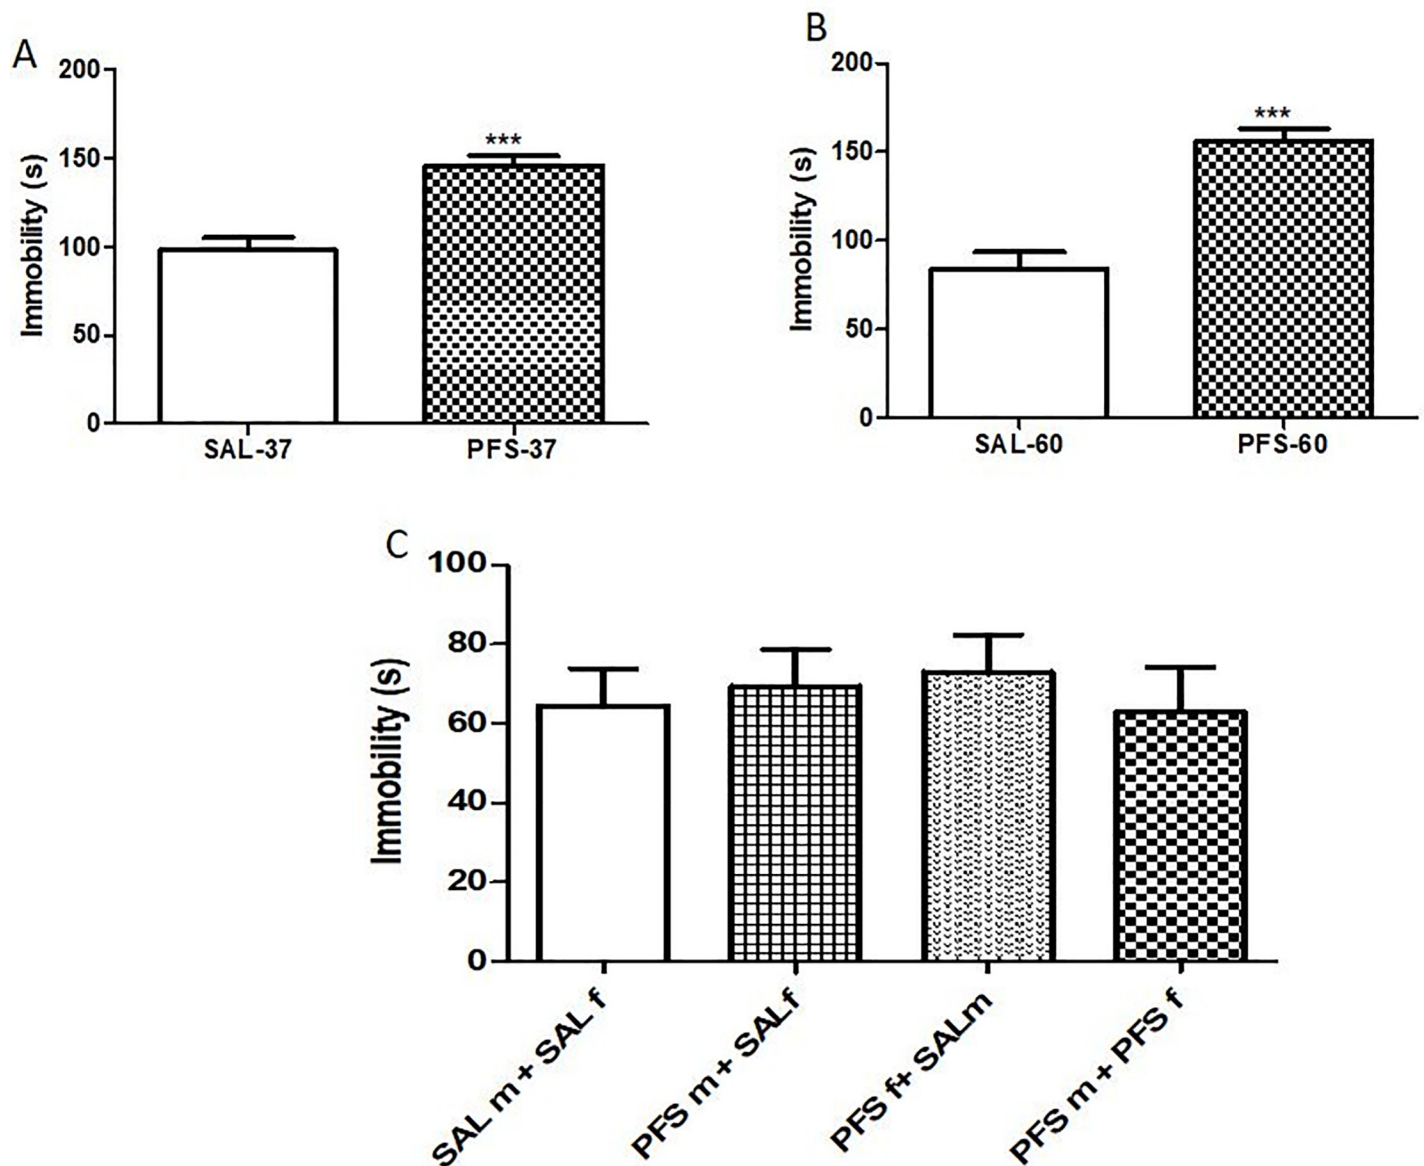 A
200
150
100
50
0
Immobility (s)
***
SAL-37
PFS-37
B
200
150
100
50
0
Immobility (s)
***
SAL-60
PFS-60
C
100
80
60
40
20
0
Immobility (s)
SAL m + SAL f
PFS m + SALf
PFS f+ SALm
PFS m + PFS f